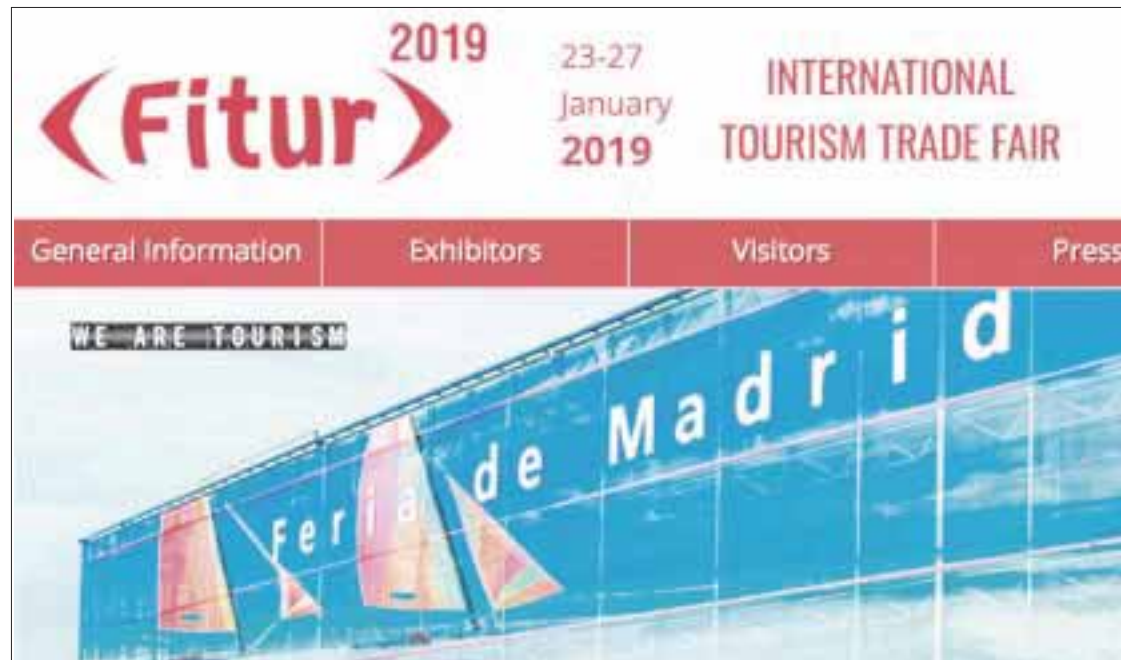 2019
Fitur
23-27
January
2019
INTERNATIONAL
TOURISM TRADE FAIR
General Information
Exhibitors
Visitors
Press
WE ARE TOURISM
Feria de Madrid